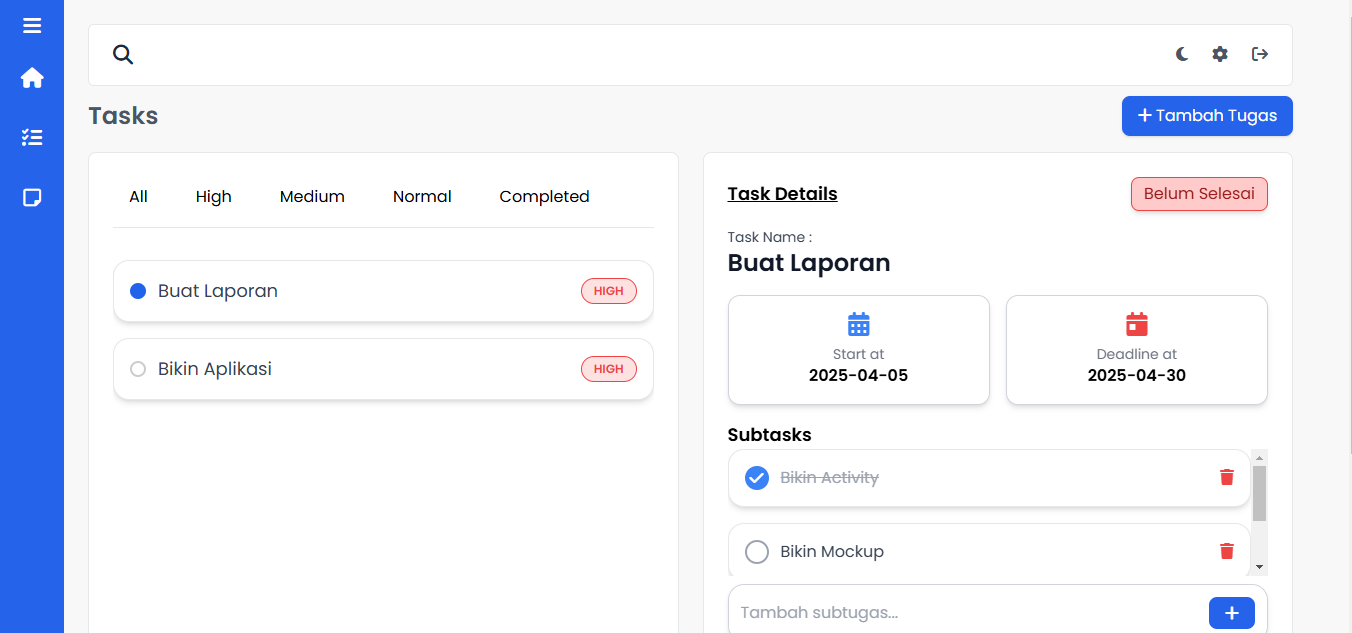 Tasks
+ Tambah Tugas
All High Medium Normal Completed
Buat Laporan HIGH
Bikin Aplikasi HIGH
Task Details Belum Selesai
Task Name :
Buat Laporan
Start at
2025-04-05
Deadline at
2025-04-30
Subtasks
Bikin Activity
Bikin Mockup
Tambah subtugas...